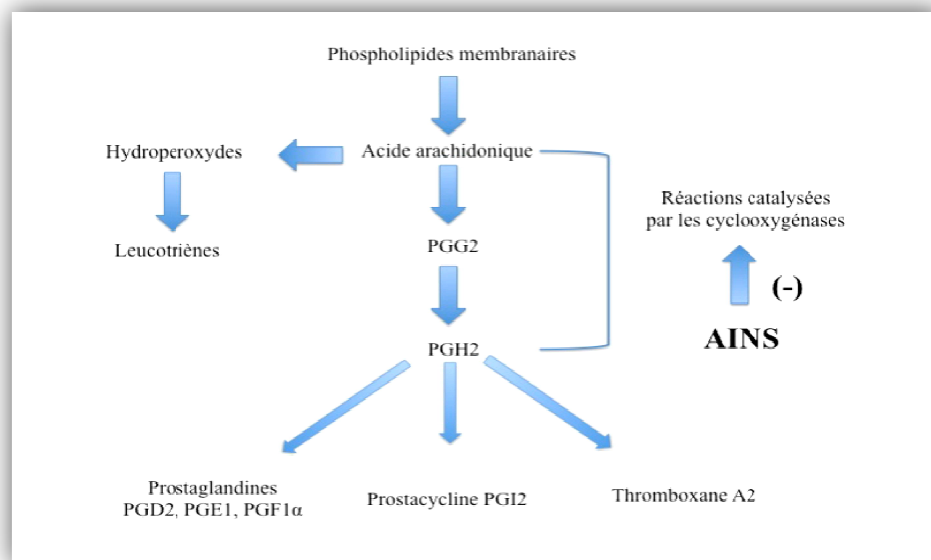 Phospholipides membranaires
Hydroperoxydes
Acide arachidonique
Réactions catalysées
par les cyclooxygénases
Leucotriènes
PGG2
(-)
AINS
PGH2
Prostaglandines
PGD2, PGE1, PGF1α
Prostacycline PGI2
Thromboxane A2